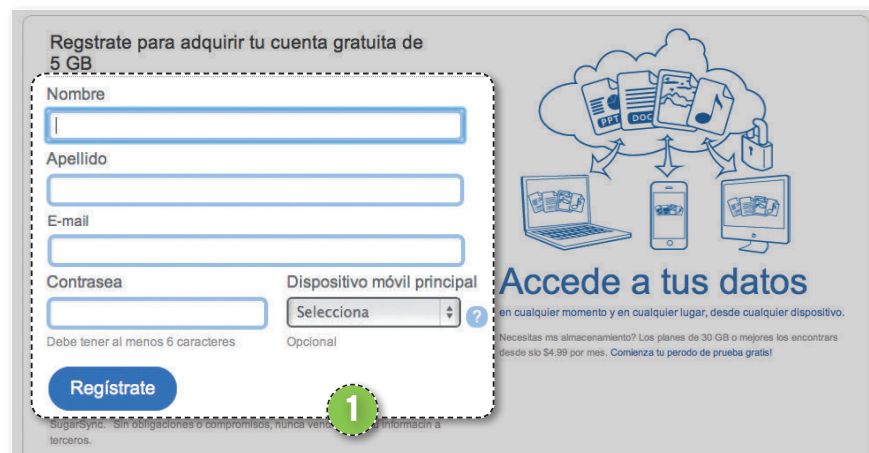 Regstrate para adquirir tu cuenta gratuita de
5 GB
Nombre
Apellido
E-mail
Contrasea
Dispositivo móvil principal
Selecciona
?
Debe tener al menos 6 caracteres
Opcional
Regístrate
1
SugarSync. Sin obligaciones o compromisos, nunca informacin a
terceros.
PPT
DOC
Accede a tus datos
en cualquier momento y en cualquier lugar, desde cualquier dispositivo.
Necesitas ms almacenamiento? Los planes de 30 GB o mejores los encontrars
desde slo $4.99 por mes. Comienza tu perodo de prueba gratis!